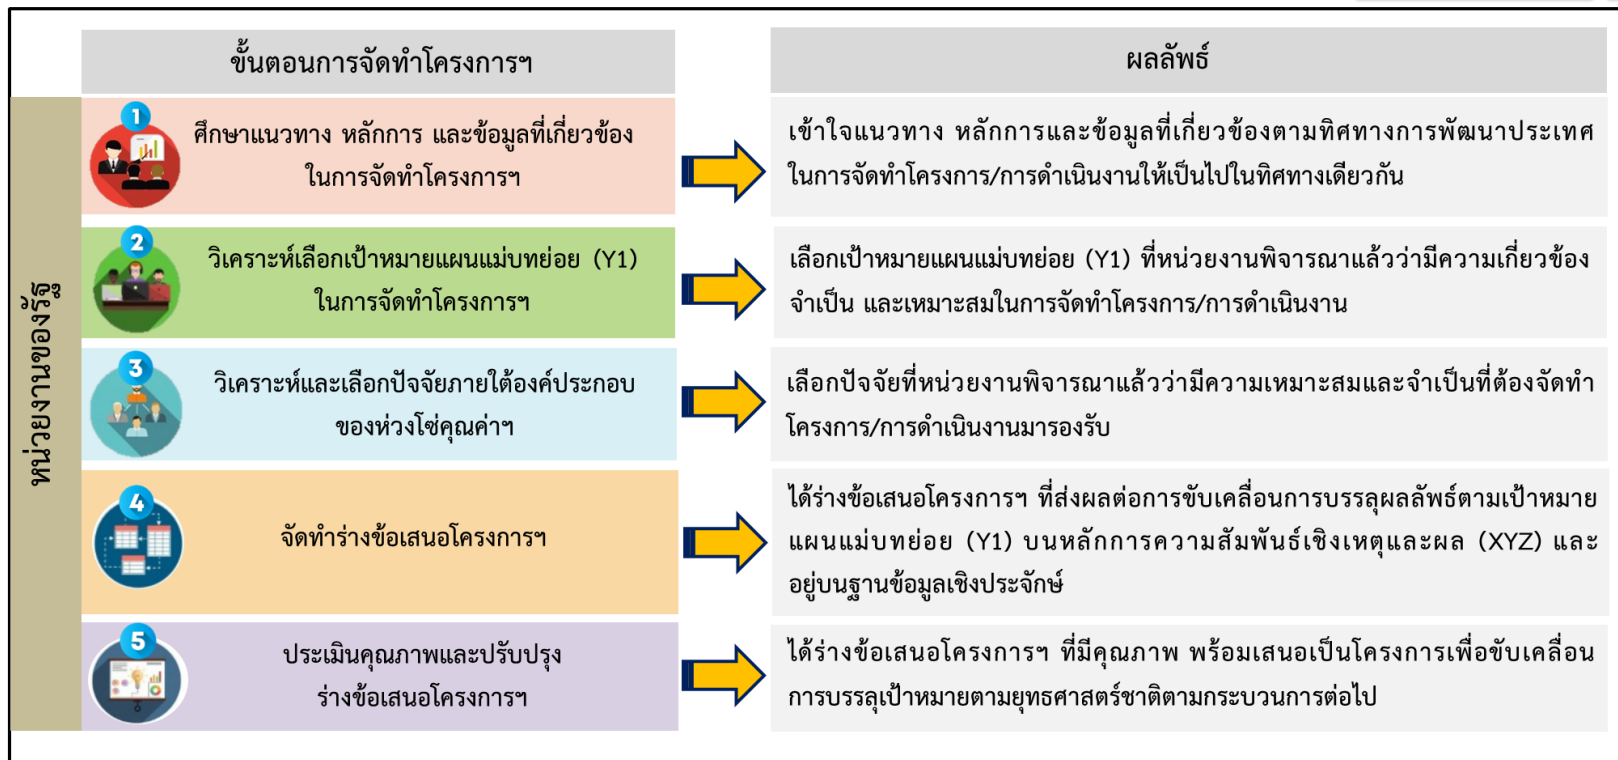 ขั้นตอนการจัดทำโครงการฯ
ผลลัพธ์
หน่วยงานของรัฐ
1
ศึกษาแนวทาง หลักการ และข้อมูลที่เกี่ยวข้อง
ในการจัดทำโครงการฯ
เข้าใจแนวทาง หลักการและข้อมูลที่เกี่ยวข้องตามทิศทางการพัฒนาประเทศ
ในการจัดทำโครงการ/การดำเนินงานให้เป็นไปในทิศทางเดียวกัน
2
วิเคราะห์เลือกเป้าหมายแผนแม่บทย่อย (Y1)
ในการจัดทำโครงการฯ
เลือกเป้าหมายแผนแม่บทย่อย (Y1) ที่หน่วยงานพิจารณาแล้วว่ามีความเกี่ยวข้อง
จำเป็น และเหมาะสมในการจัดทำโครงการ/การดำเนินงาน
3
วิเคราะห์และเลือกปัจจัยภายใต้องค์ประกอบ
ของห่วงโซ่คุณค่าฯ
เลือกปัจจัยที่หน่วยงานพิจารณาแล้วว่ามีความเหมาะสมและจำเป็นที่ต้องจัดทำ
โครงการ/การดำเนินงานมารองรับ
4
จัดทำร่างข้อเสนอโครงการฯ
ได้ร่างข้อเสนอโครงการฯ ที่ส่งผลต่อการขับเคลื่อนการบรรลุผลลัพธ์ตามเป้าหมาย
แผนแม่บทย่อย (Y1) บนหลักการความสัมพันธ์เชิงเหตุและผล (XYZ) และ
อยู่บนฐานข้อมูลเชิงประจักษ์
5
ประเมินคุณภาพและปรับปรุง
ร่างข้อเสนอโครงการฯ
ได้ร่างข้อเสนอโครงการฯ ที่มีคุณภาพ พร้อมเสนอเป็นโครงการเพื่อขับเคลื่อน
การบรรลุเป้าหมายตามยุทธศาสตร์ชาติตามกระบวนการต่อไป